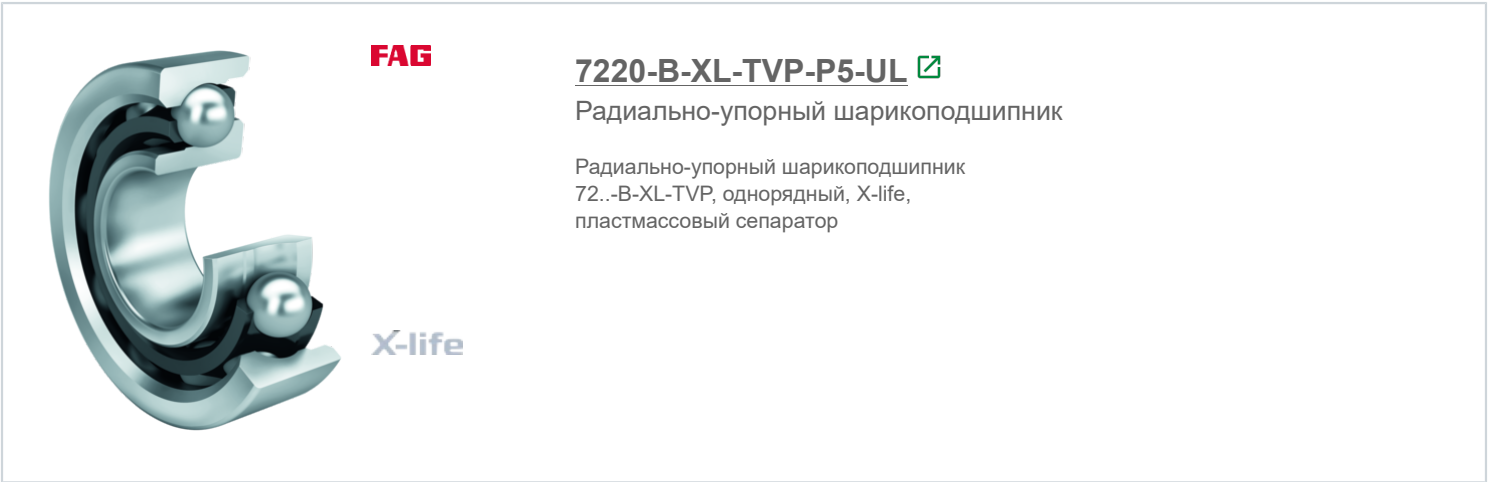 FAG
7220-B-XL-TVP-P5-UL
Радиально-упорный шарикоподшипник
Радиально-упорный шарикоподшипник
72..-B-XL-TVP, однорядный, X-life,
пластмассовый сепаратор
X-life